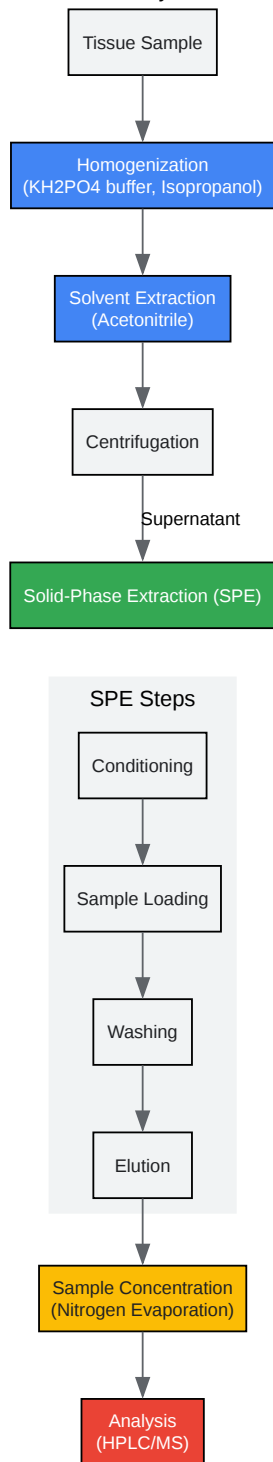 Tissue Sample
Homogenization
(KH2PO4 buffer, Isopropanol)
Solvent Extraction
(Acetonitrile)
Centrifugation
Supernatant
Solid-Phase Extraction (SPE)
SPE Steps
Conditioning
Sample Loading
Washing
Elution
Sample Concentration
(Nitrogen Evaporation)
Analysis
(HPLC/MS)